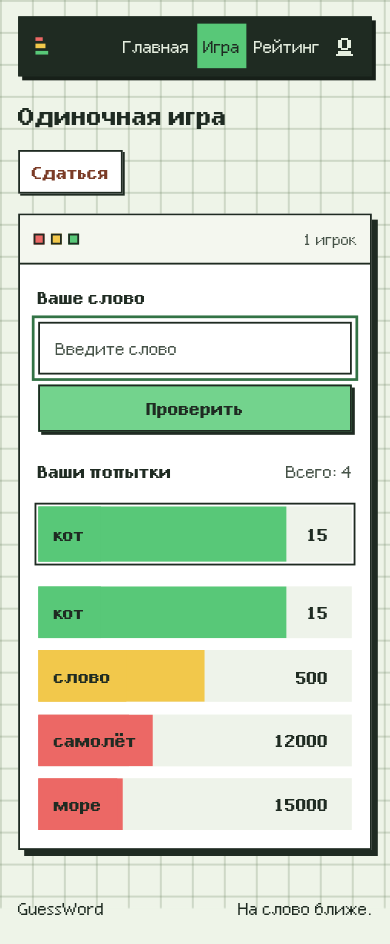 Главная Игра Рейтинг
Одиночная игра
Сдаться
1 игрок
Ваше слово
Введите слово
Проверить
Ваши попытки Всего: 4
кот 15
кот 15
слово 500
самолёт 12000
море 15000
GuessWord На слово ближе.